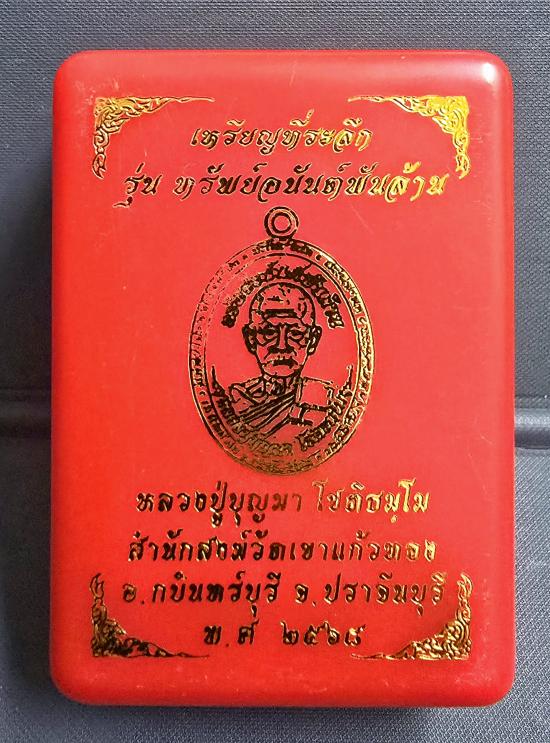 เหรียญที่ระลึก
รุ่น ทรัพย์อนันต์พันล้าน
หลวงปู่บุญมา โชติธมฺโม
สำนักสงฆ์วัดเขาแก้วทอง
อ.กบินทร์บุรี จ.ปราจีนบุรี
พ.ศ ๒๕๖๔